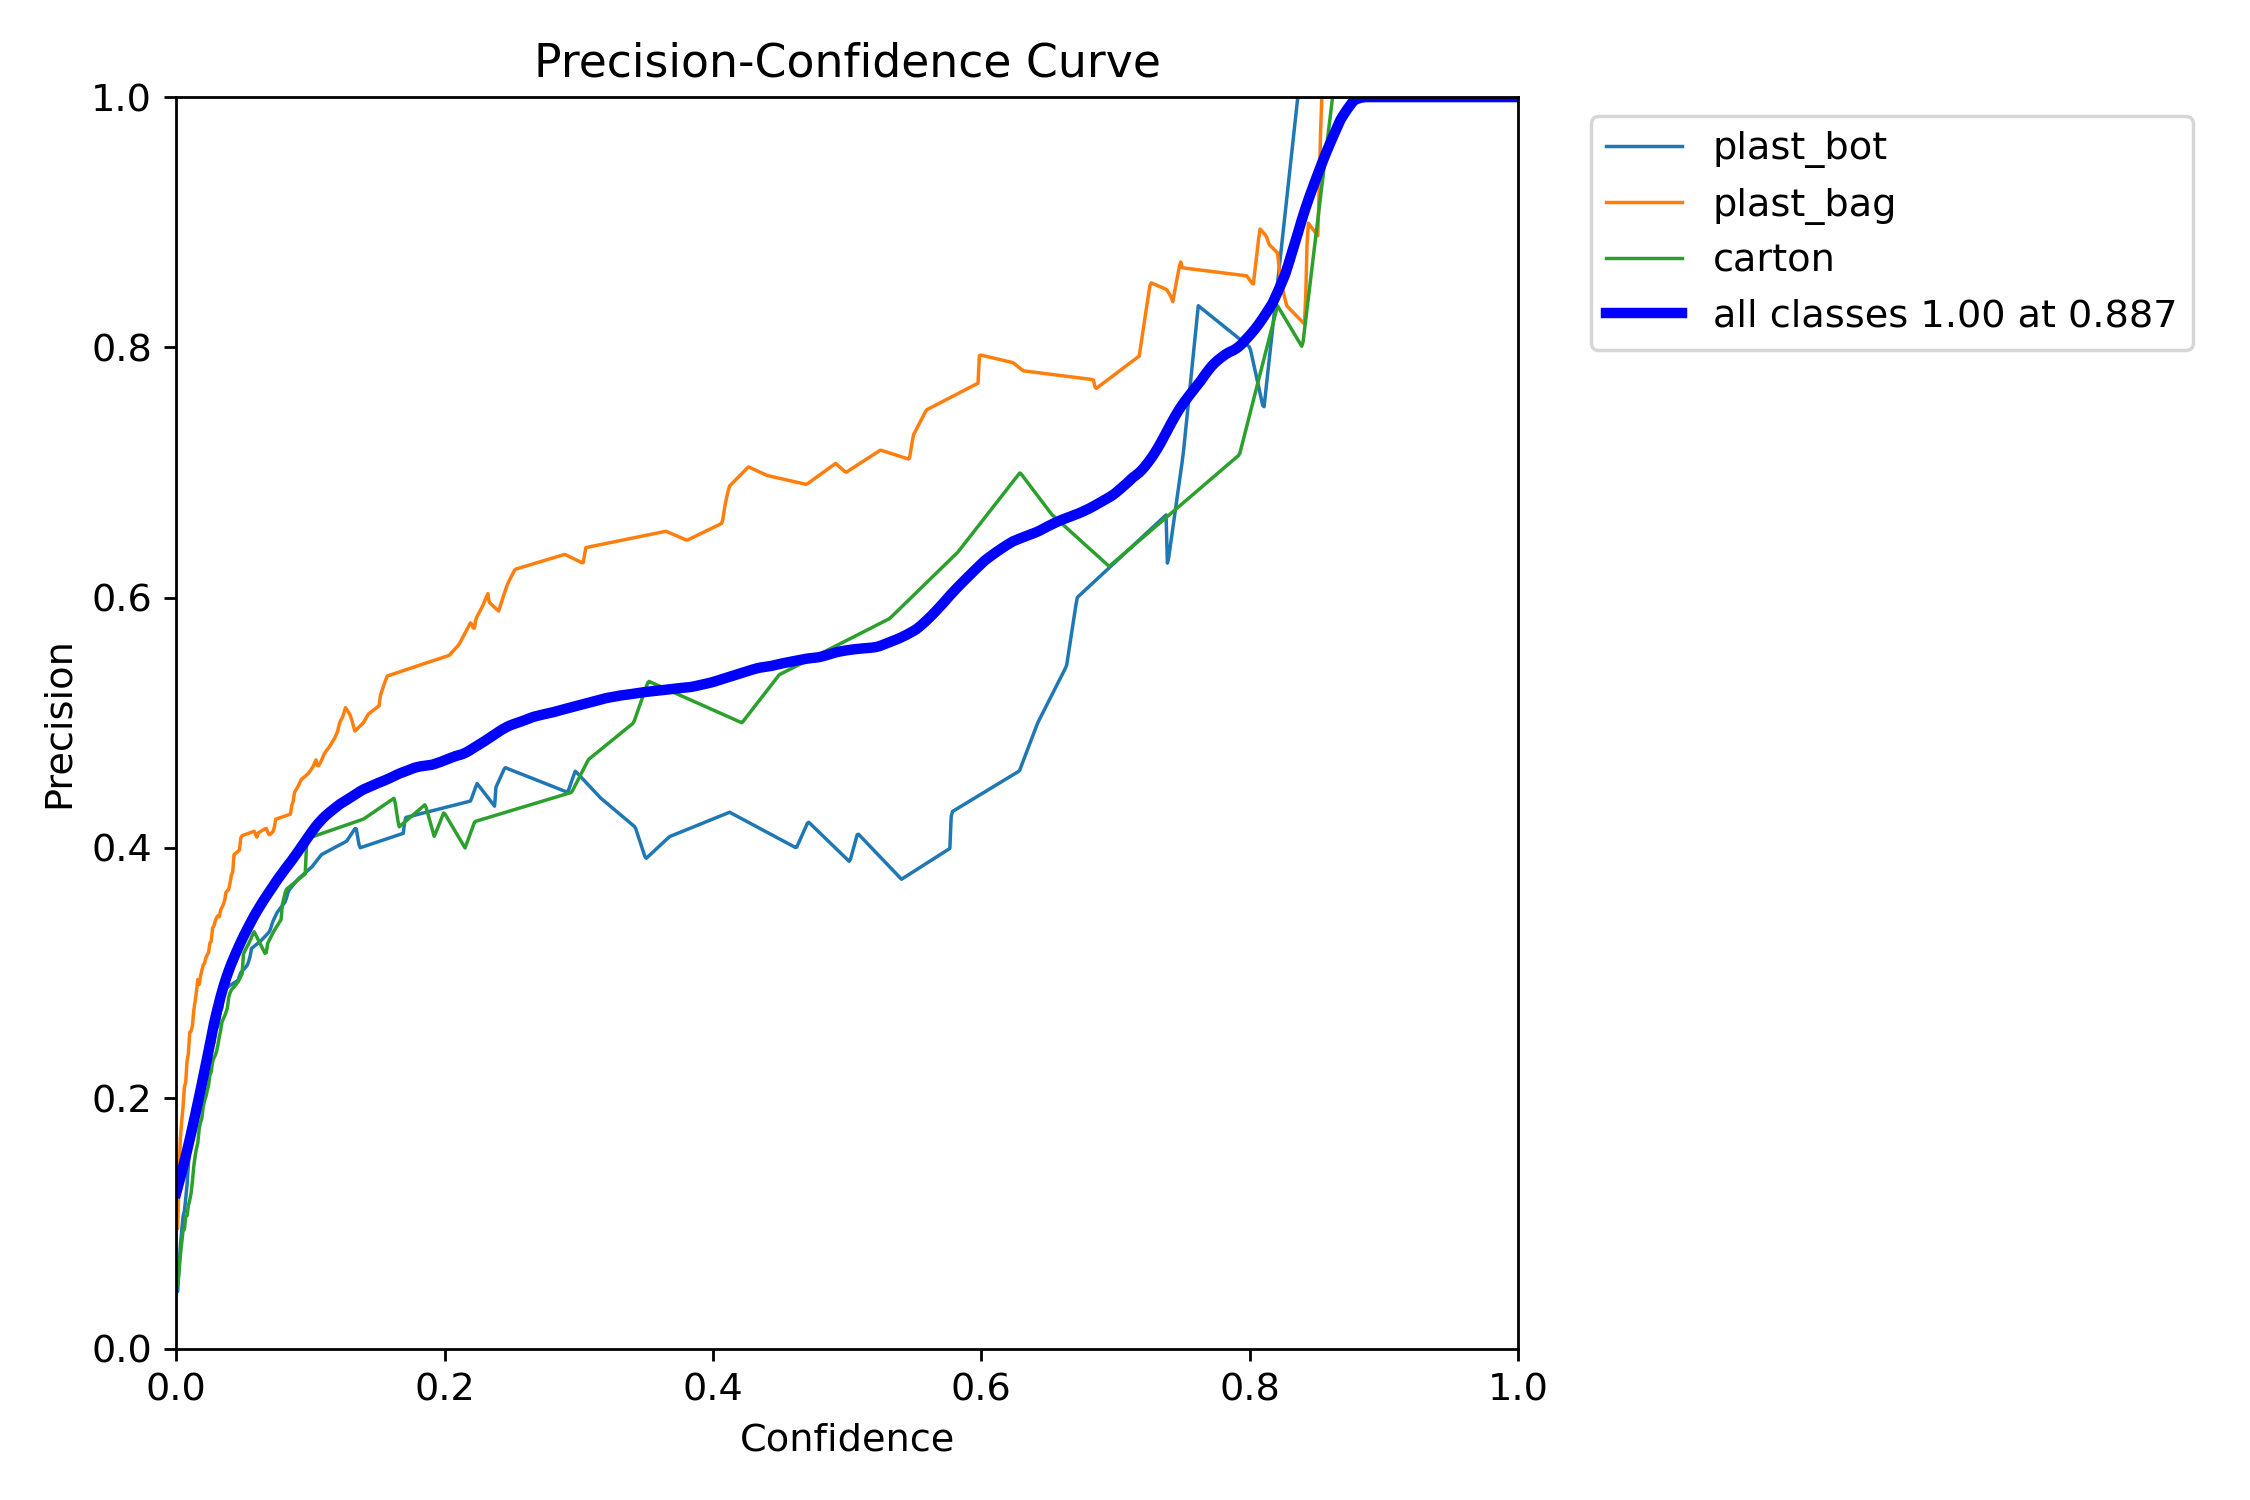 Precision-Confidence Curve
1.0
0.8
0.6
0.4
0.2
0.0
Precision
0.0 0.2 0.4 0.6 0.8 1.0
Confidence
plast_bot
plast_bag
carton
all classes 1.00 at 0.887